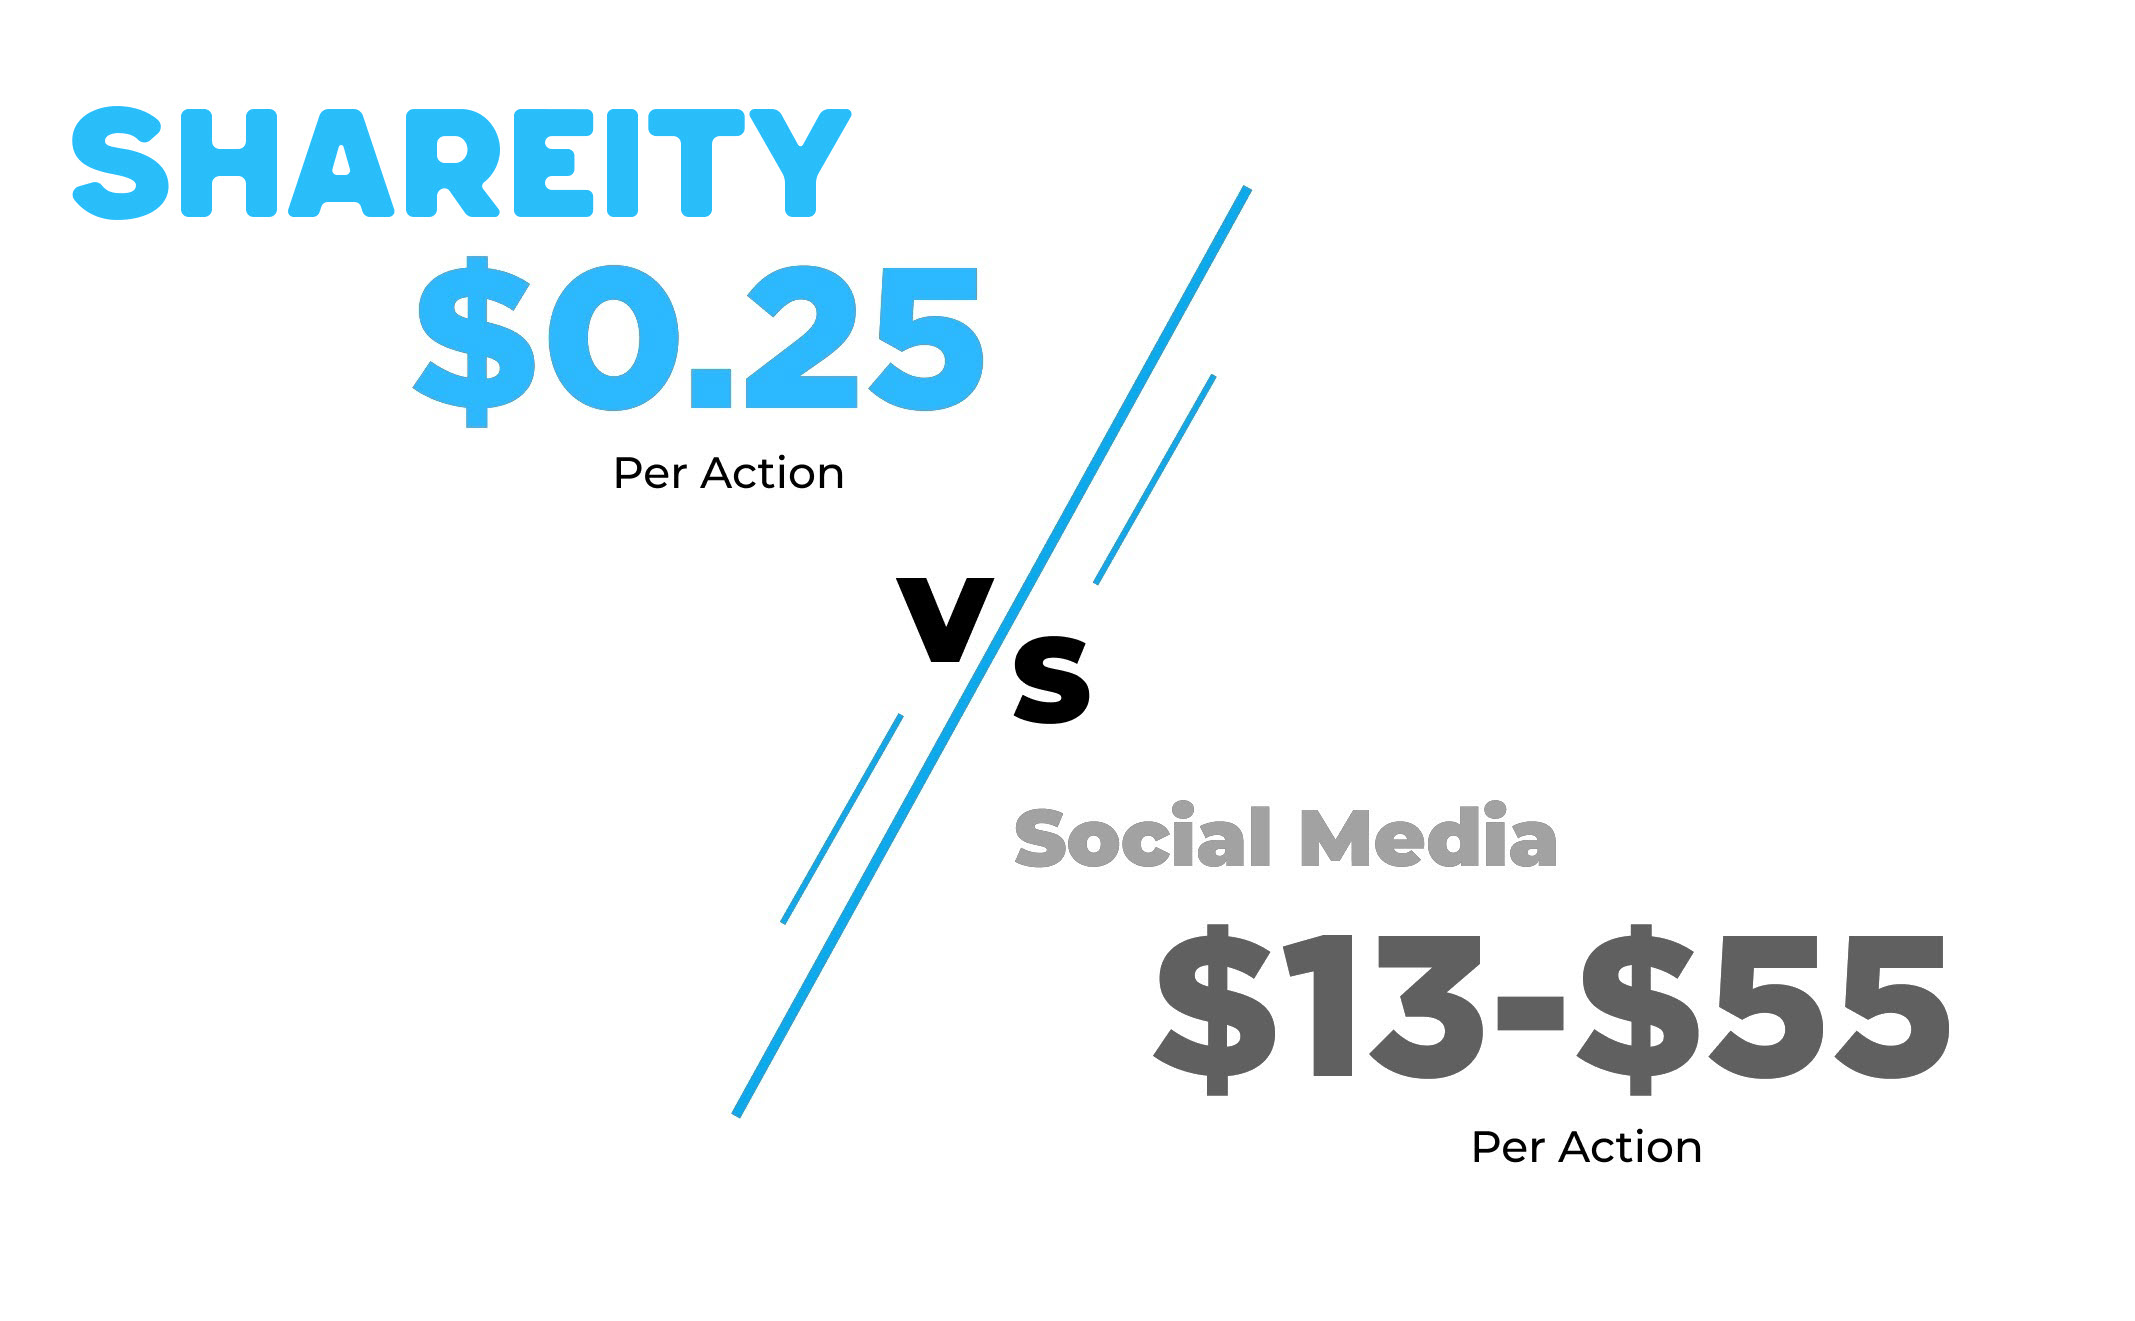 SHAREITY
$0.25
Per Action
VS
Social Media
$13-$55
Per Action